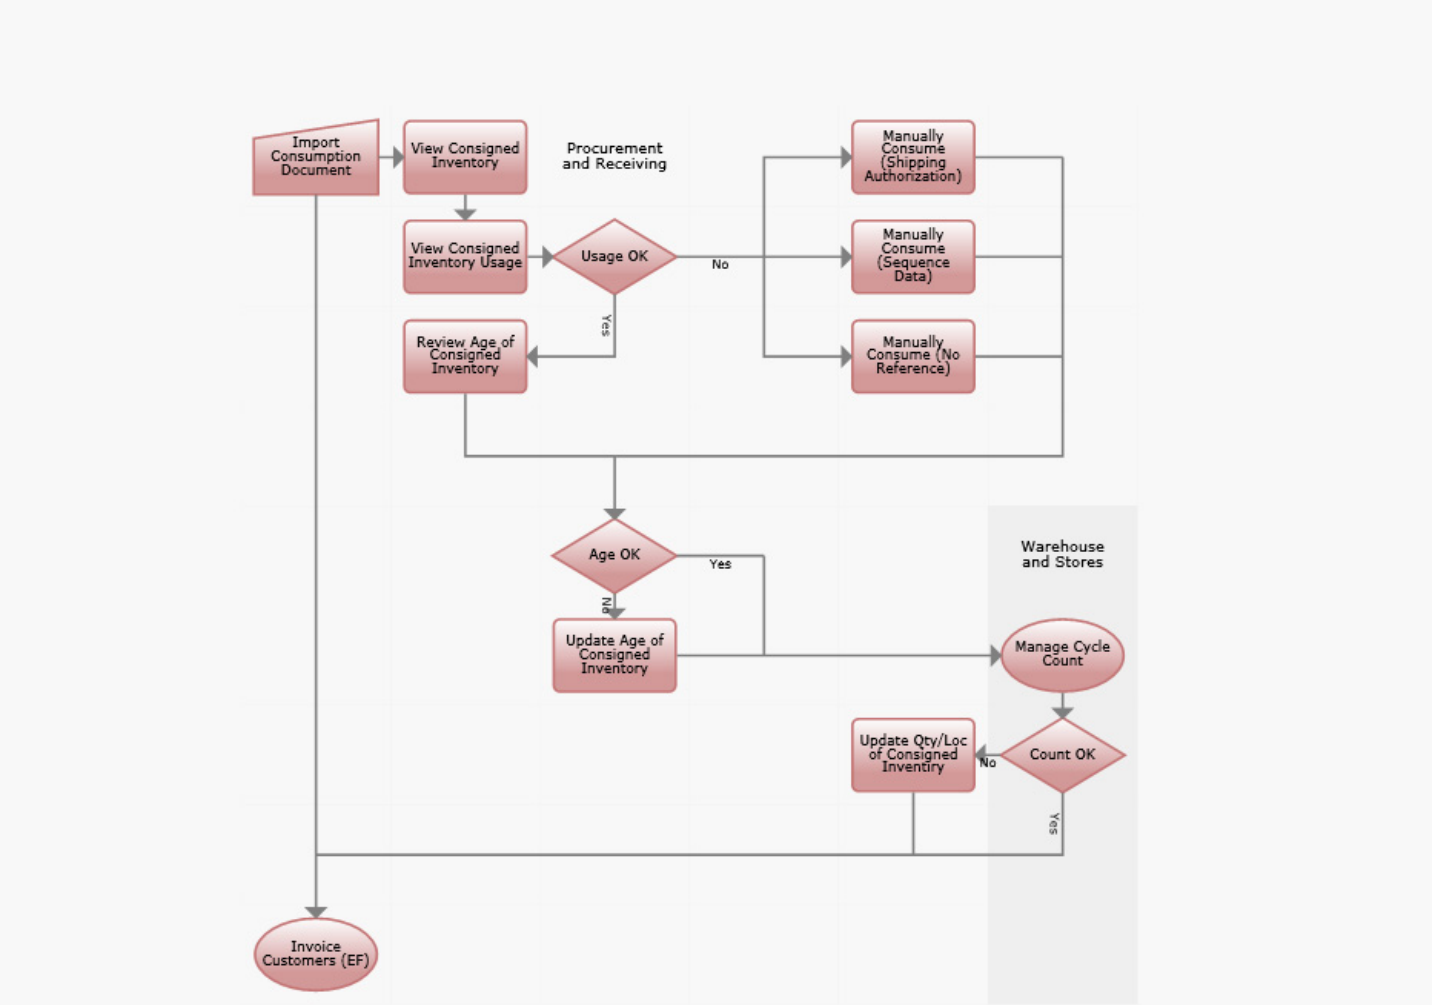 Import
Consumption
Document
View Consigned
Inventory
Procurement
and Receiving
Manually
Consume
(Shipping
Authorization)
View Consigned
Inventory Usage
Usage OK
No
Manually
Consume
(Sequence
Data)
Yes
Review Age of
Consigned
Inventory
Manually
Consume (No
Reference)
Age OK
Yes
No
Warehouse
and Stores
Update Age of
Consigned
Inventory
Manage Cycle
Count
Update Qty/Loc
of Consigned
Inventiry
No
Count OK
Yes
Invoice
Customers (EF)